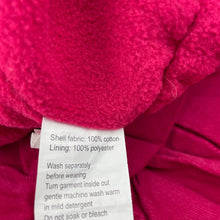 Shell fabric: 100% cotton
Lining: 100% polyester
Wash separately
before wearing
Turn garment inside out
gentle machine wash warm
in mild detergent
Do not soak or bleach